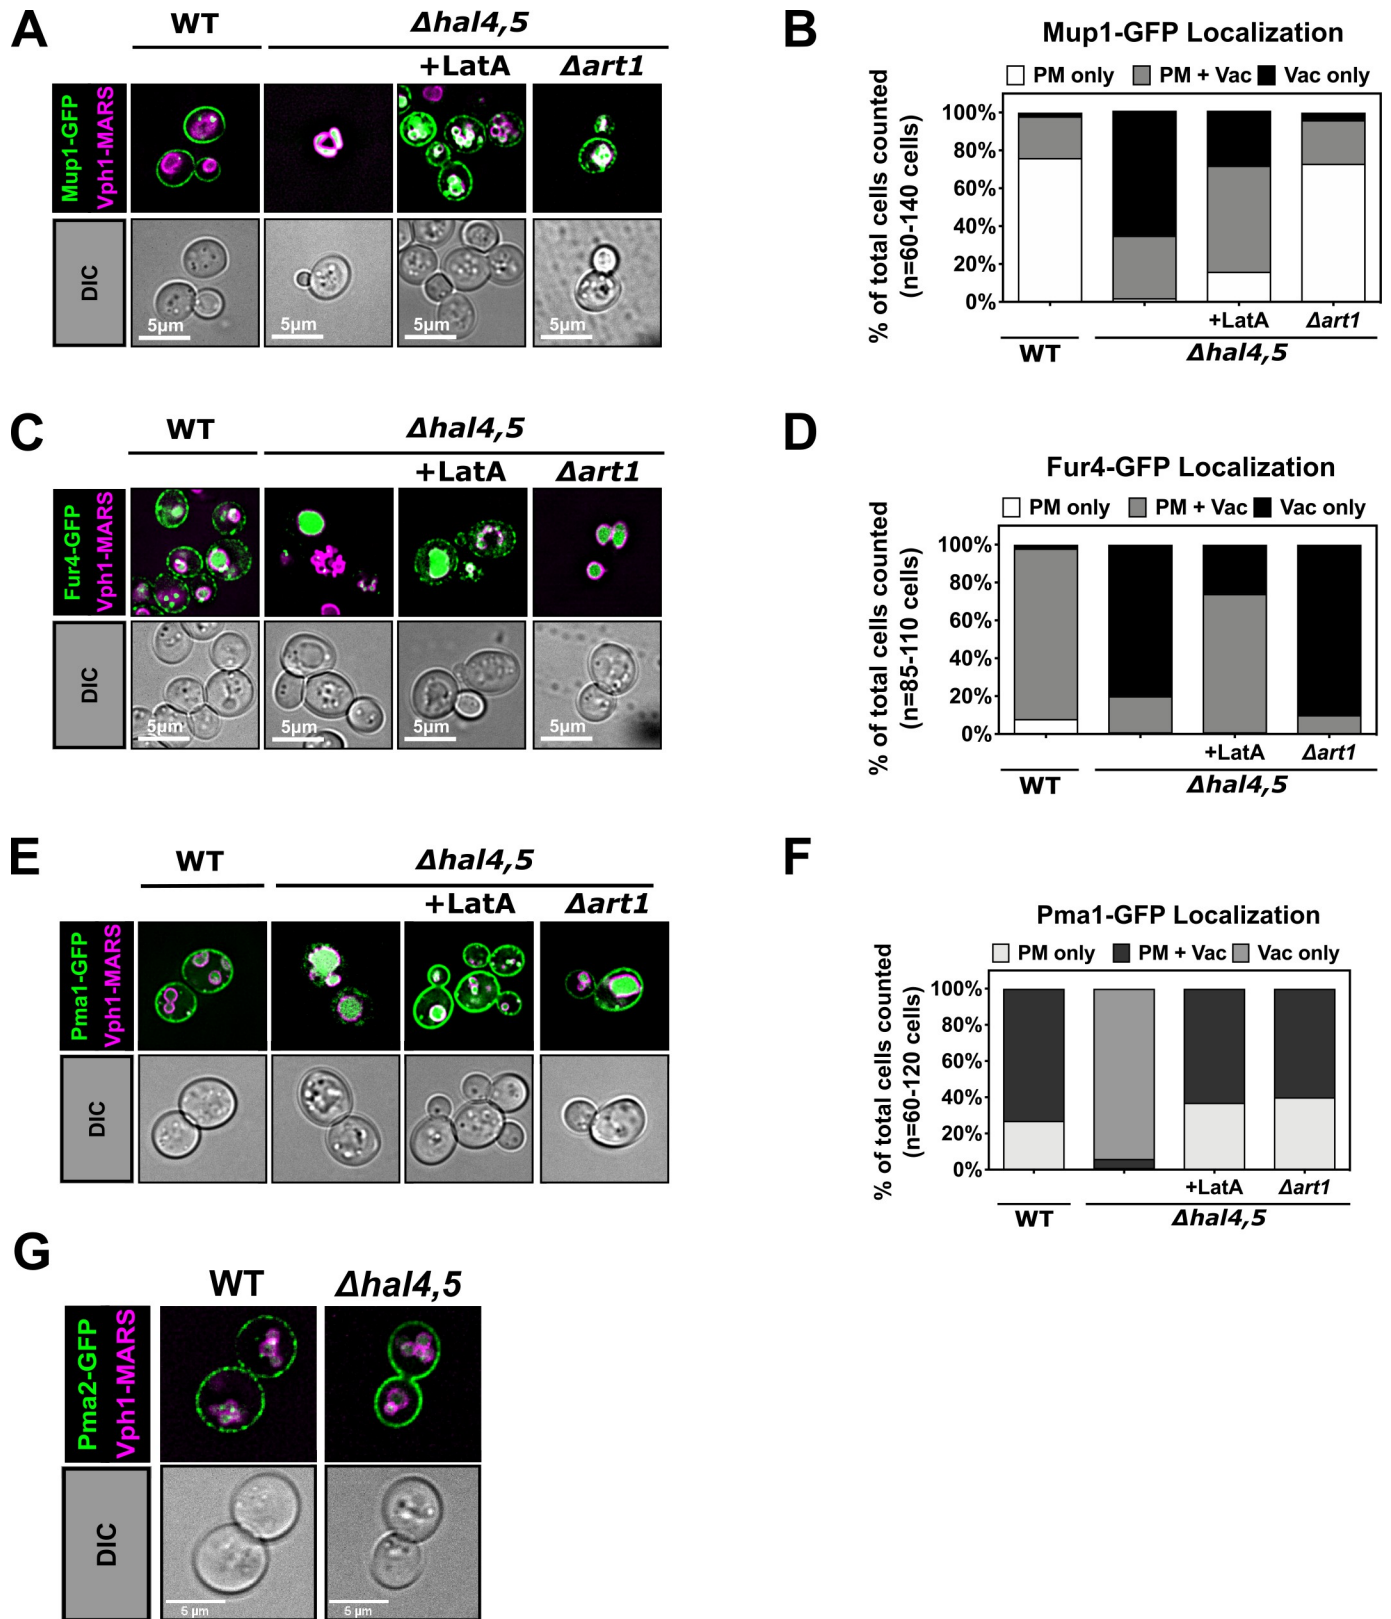 A
WT
Δhal4,5
+LatA
Δart1
Mup1-GFP
Vph1-MARS
DIC
5μm
5μm
5μm
5μm
B
Mup1-GFP Localization
PM only
PM + Vac
Vac only
% of total cells counted
(n=60-140 cells)
100%
80%
60%
40%
20%
0%
+LatA
Δart1
WT
Δhal4,5
C
WT
Δhal4,5
+LatA
Δart1
Fur4-GFP
Vph1-MARS
DIC
5μm
5μm
5μm
5μm
D
Fur4-GFP Localization
PM only
PM + Vac
Vac only
% of total cells counted
(n=85-110 cells)
100%
80%
60%
40%
20%
0%
+LatA
Δart1
WT
Δhal4,5
E
WT
Δhal4,5
+LatA
Δart1
Pma1-GFP
Vph1-MARS
DIC
F
Pma1-GFP Localization
PM only
PM + Vac
Vac only
% of total cells counted
(n=60-120 cells)
100%
80%
60%
40%
20%
0%
+LatA
Δart1
WT
Δhal4,5
G
WT
Δhal4,5
Pma2-GFP
Vph1-MARS
DIC
5 μm
5 μm